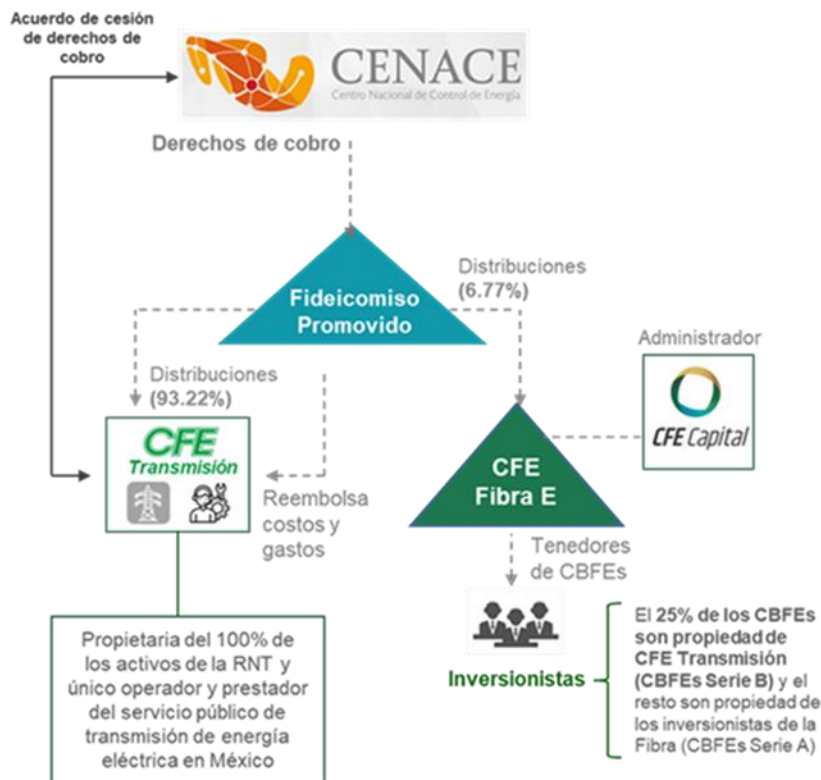 Acuerdo de cesión
de derechos de
cobro
CENACE
Centro Nacional de Control de Energía
Derechos de cobro
Fideicomiso
Promovido
Distribuciones
(6.77%)
Administrador
CFE Capital
Distribuciones
(93.22%)
CFE
Transmisión
Reembolsa
costos y
gastos
CFE
Fibra E
Tenedores
de CBFEs
Inversionistas
El 25% de los CBFEs
son propiedad de
CFE Transmisión
(CBFEs Serie B) y el
resto son propiedad de
los inversionistas de la
Fibra (CBFEs Serie A)
Propietaria del 100% de
los activos de la RNT y
único operador y prestador
del servicio público de
transmisión de energía
eléctrica en México